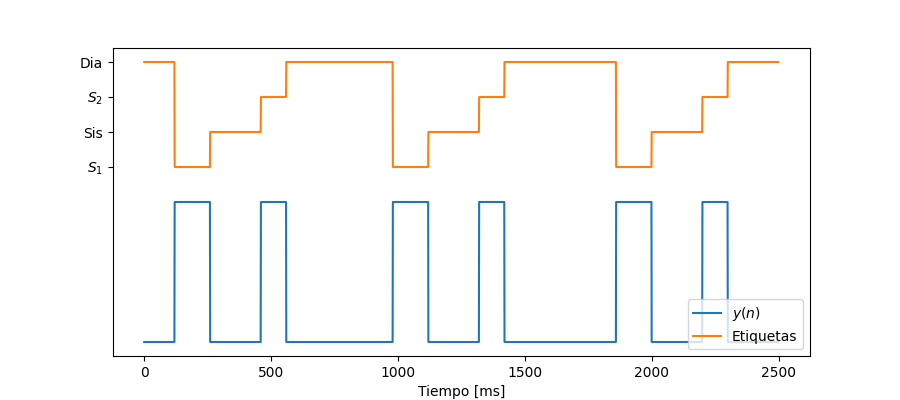 Dia
S₂
Sis
S₁
y(n)
Etiquetas
0 500 1000 1500 2000 2500
Tiempo [ms]